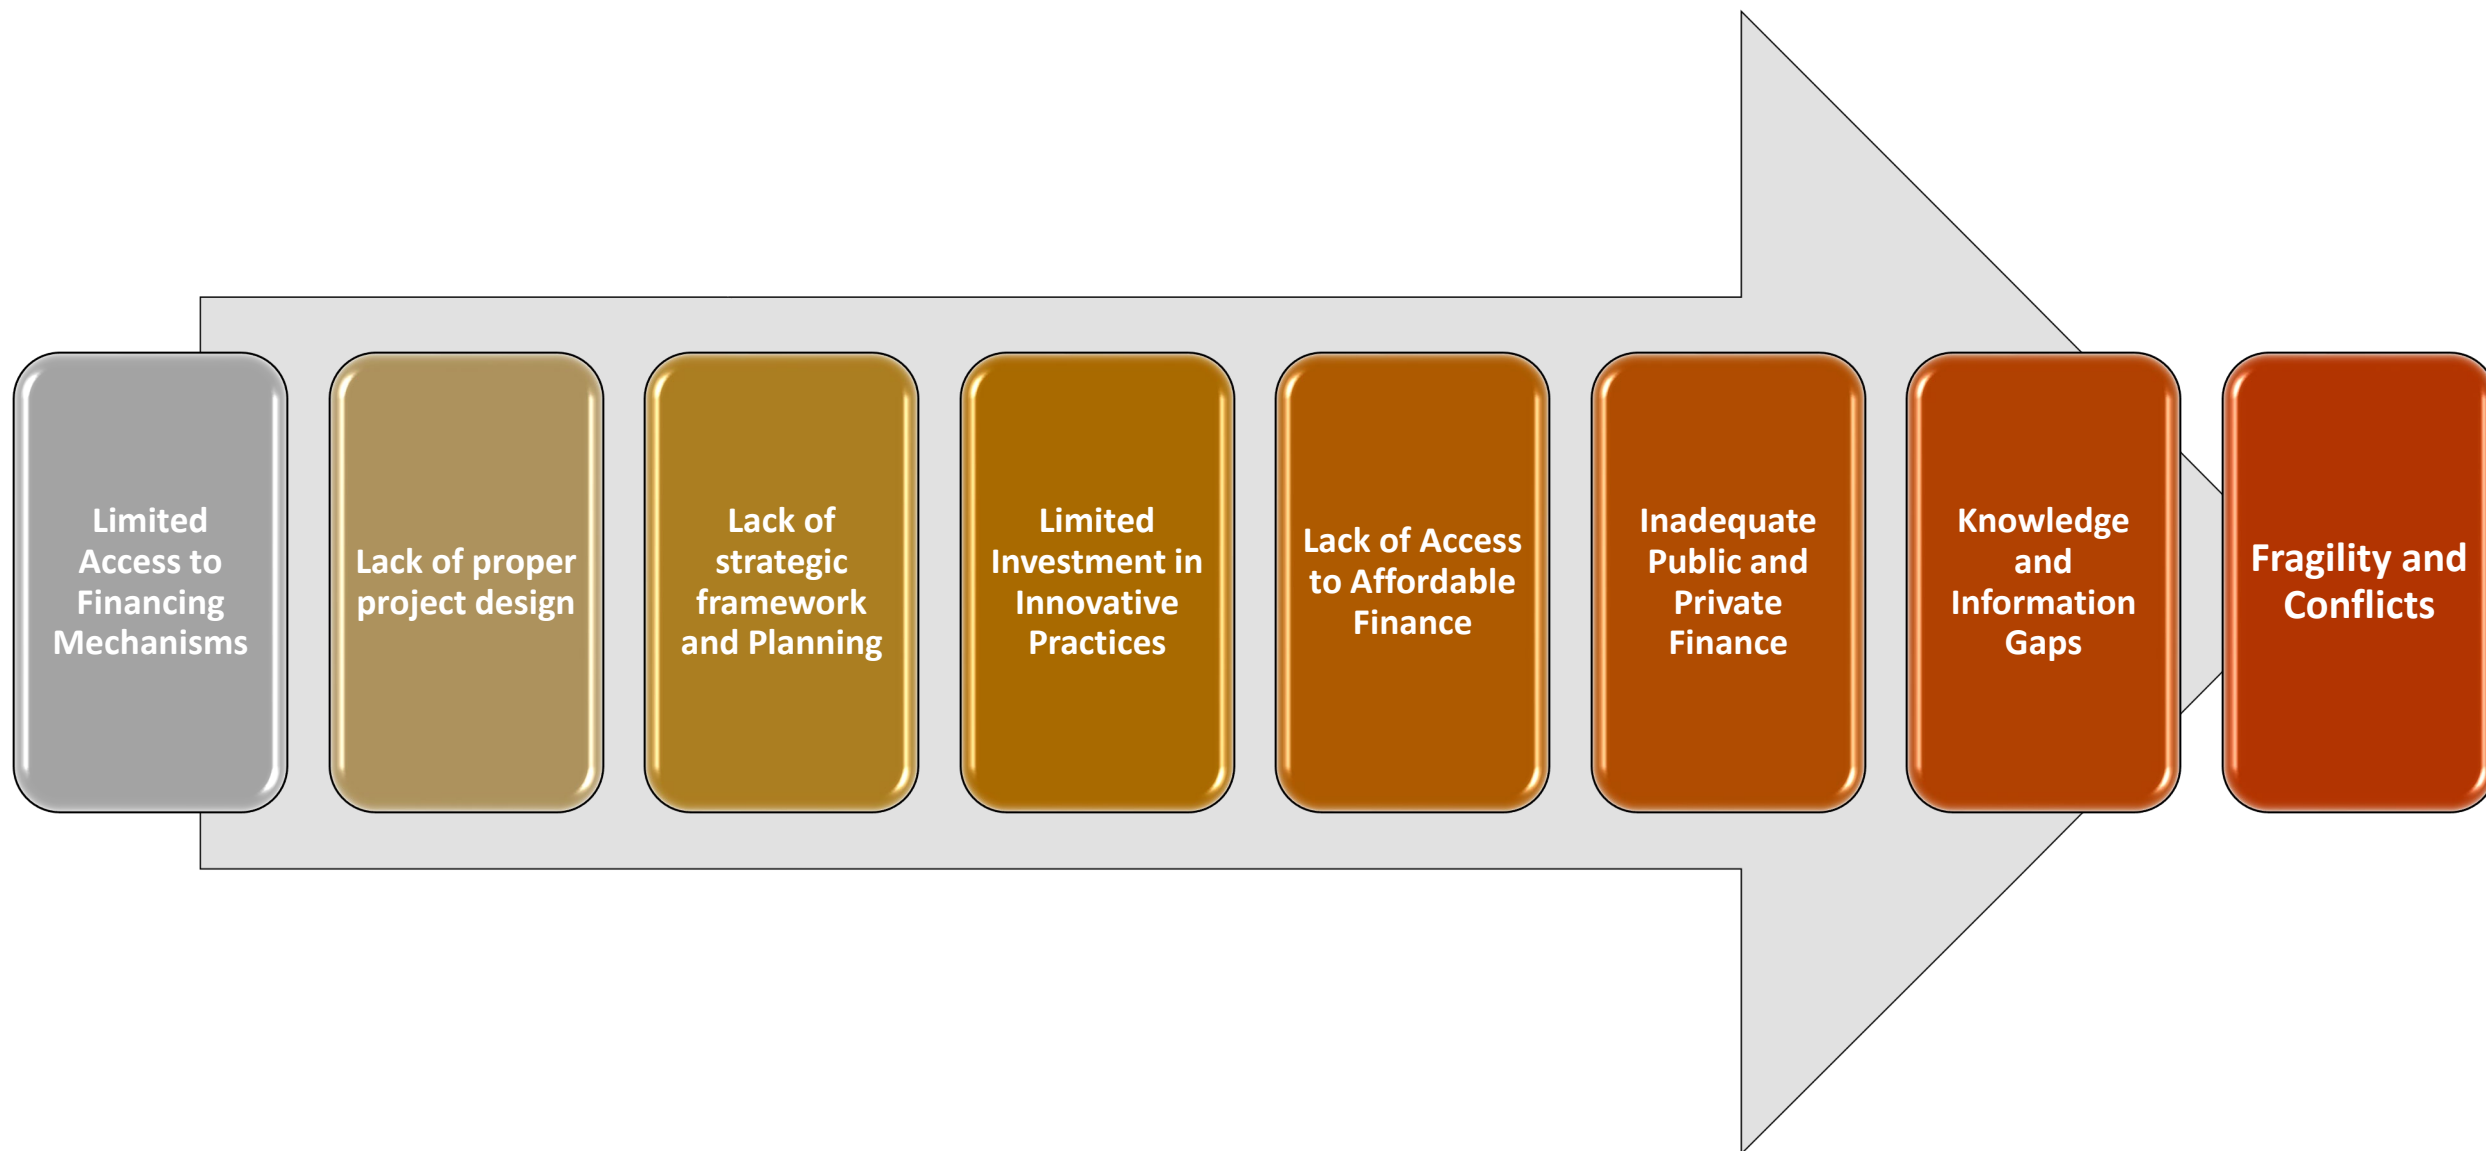 Limited
Access to
Financing
Mechanisms
Lack of proper
project design
Lack of
strategic
framework
and Planning
Limited
Investment in
Innovative
Practices
Lack of Access
to Affordable
Finance
Inadequate
Public and
Private
Finance
Knowledge
and
Information
Gaps
Fragility and
Conflicts